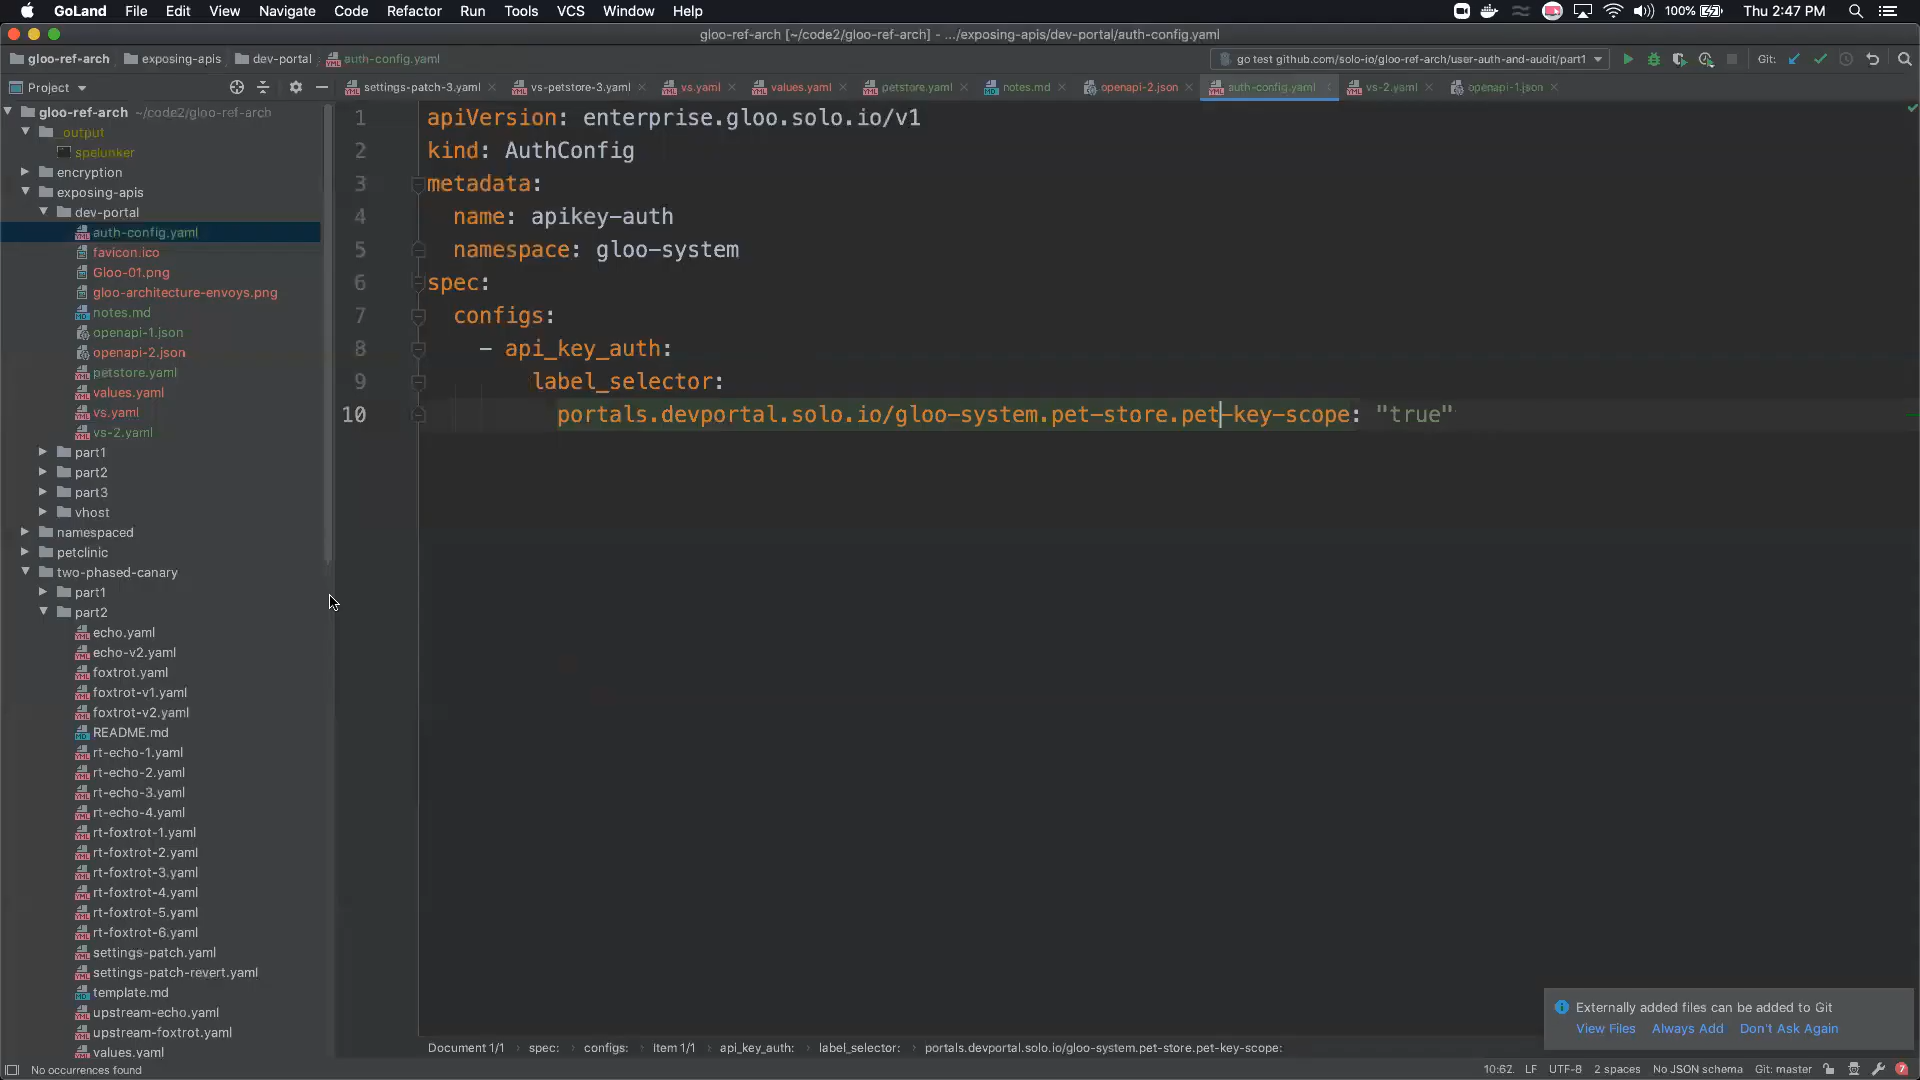 GoLand File Edit View Navigate Code Refactor Run Tools VCS Window Help 100% Thu 2:47 PM
gloo-ref-arch [~/code2/gloo-ref-arch] - .../exposing-apis/dev-portal/auth-config.yaml
gloo-ref-arch exposing-apis dev-portal auth-config.yaml go test github.com/solo-io/gloo-ref-arch/user-auth-and-audit/part1 Git:
Project settings-patch-3.yaml vs-petstore-3.yaml vs.yaml values.yaml petstore.yaml notes.md openapi-2.json auth-config.yaml vs-2.yaml openapi-1.json
gloo-ref-arch ~/code2/gloo-ref-arch
_output
spelunker
encryption
exposing-apis
dev-portal
auth-config.yaml
favicon.ico
Gloo-01.png
gloo-architecture-envoys.png
notes.md
openapi-1.json
openapi-2.json
petstore.yaml
values.yaml
vs.yaml
vs-2.yaml
part1
part2
part3
vhost
namespaced
petclinic
two-phased-canary
part1
part2
echo.yaml
echo-v2.yaml
foxtrot.yaml
foxtrot-v1.yaml
foxtrot-v2.yaml
README.md
rt-echo-1.yaml
rt-echo-2.yaml
rt-echo-3.yaml
rt-echo-4.yaml
rt-foxtrot-1.yaml
rt-foxtrot-2.yaml
rt-foxtrot-3.yaml
rt-foxtrot-4.yaml
rt-foxtrot-5.yaml
rt-foxtrot-6.yaml
settings-patch.yaml
settings-patch-revert.yaml
template.md
upstream-echo.yaml
upstream-foxtrot.yaml
values.yaml
1 apiVersion: enterprise.gloo.solo.io/v1
2 kind: AuthConfig
3 metadata:
4 name: apikey-auth
5 namespace: gloo-system
6 spec:
7 configs:
8 - api_key_auth:
9 label_selector:
10 portals.devportal.solo.io/gloo-system.pet-store.pet-key-scope: "true"
Externally added files can be added to Git
View Files Always Add Don't Ask Again
Document 1/1 › spec: › configs: › Item 1/1 › api_key_auth: › label_selector: › portals.devportal.solo.io/gloo-system.pet-store.pet-key-scope:
No occurrences found 10:62 LF UTF-8 2 spaces No JSON schema Git: master 7